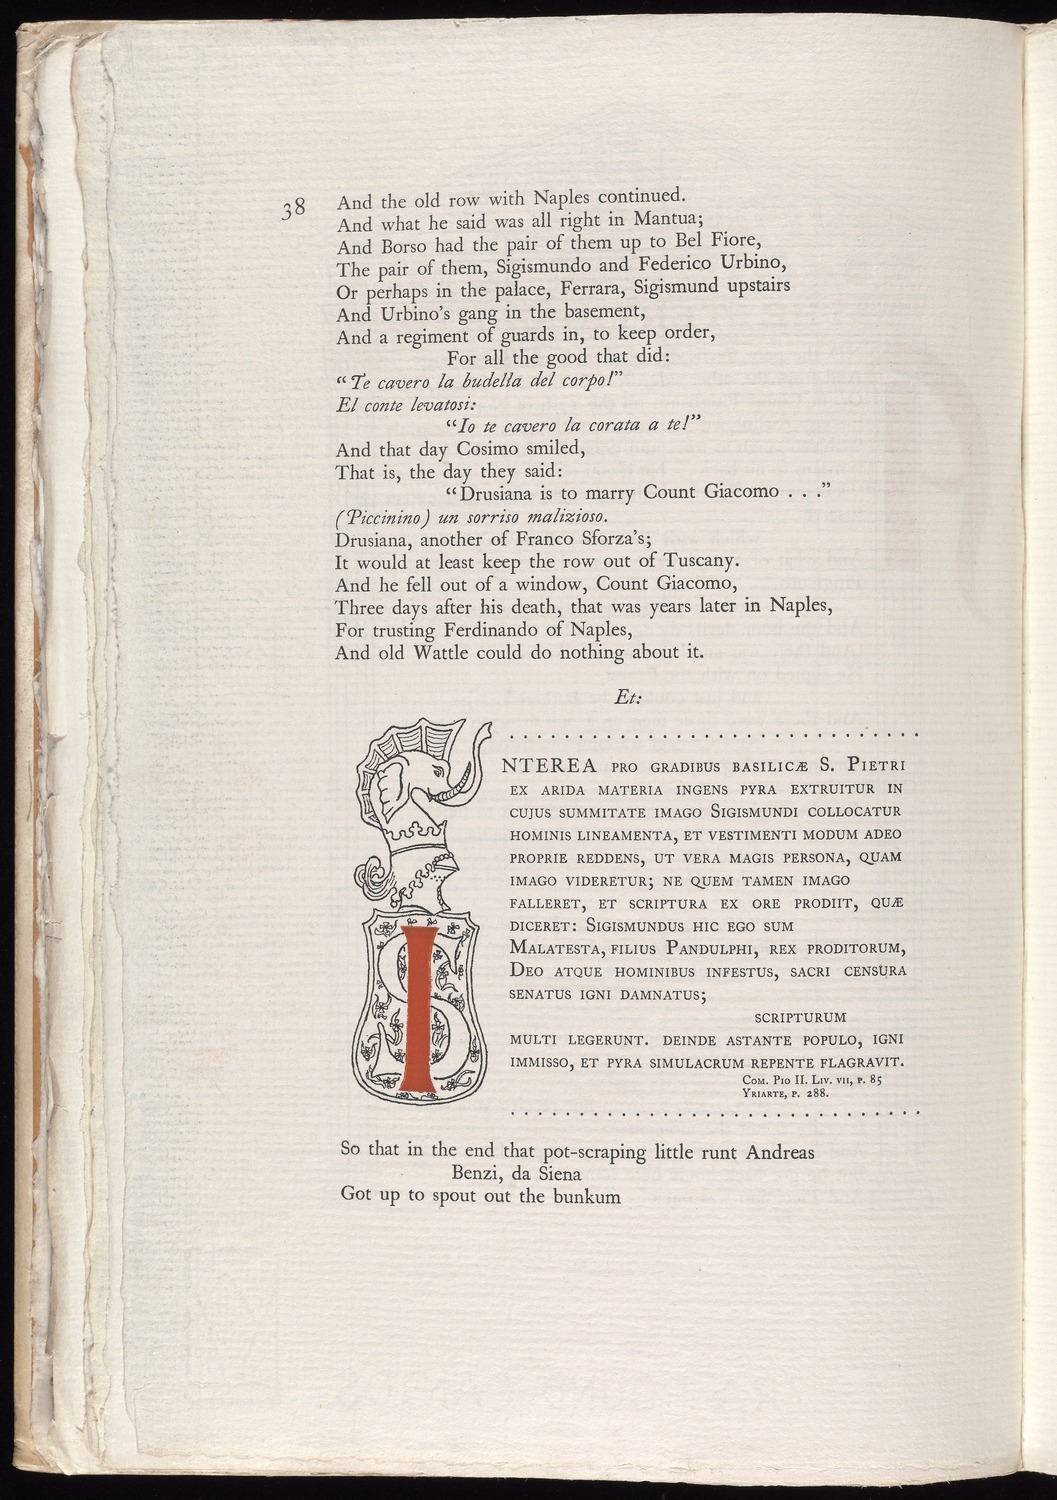 38
And the old row with Naples continued.
And what he said was all right in Mantua;
And Borso had the pair of them up to Bel Fiore,
The pair of them, Sigismundo and Federico Urbino,
Or perhaps in the palace, Ferrara, Sigismund upstairs
And Urbino's gang in the basement,
And a regiment of guards in, to keep order,
For all the good that did:
“Te cavero la budella del corpo!”
El conte levatosi:
“Io te cavero la corata a te!”
And that day Cosimo smiled,
That is, the day they said:
“Drusiana is to marry Count Giacomo . . .”
(Piccinino) un sorriso malizioso.
Drusiana, another of Franco Sforza's;
It would at least keep the row out of Tuscany.
And he fell out of a window, Count Giacomo,
Three days after his death, that was years later in Naples,
For trusting Ferdinando of Naples,
And old Wattle could do nothing about it.
Et:
INTEREA PRO GRADIBUS BASILICÆ S. PIETRI
EX ARIDA MATERIA INGENS PYRA EXTRUITUR IN
CUJUS SUMMITATE IMAGO SIGISMUNDI COLLOCATUR
HOMINIS LINEAMENTA, ET VESTIMENTI MODUM ADEO
PROPRIE REDDENS, UT VERA MAGIS PERSONA, QUAM
IMAGO VIDERETUR; NE QUEM TAMEN IMAGO
FALLERET, ET SCRIPTURA EX ORE PRODIIT, QUÆ
DICERET: SIGISMUNDUS HIC EGO SUM
MALATESTA, FILIUS PANDULPHI, REX PRODITORUM,
DEO ATQUE HOMINIBUS INFESTUS, SACRI CENSURA
SENATUS IGNI DAMNATUS;
SCRIPTURUM
MULTI LEGERUNT. DEINDE ASTANTE POPULO, IGNI
IMMISSO, ET PYRA SIMULACRUM REPENTE FLAGRAVIT.
COM. PIO II. LIV. VII, P. 85
YRIARTE, P. 288.
So that in the end that pot-scraping little runt Andreas
Benzi, da Siena
Got up to spout out the bunkum